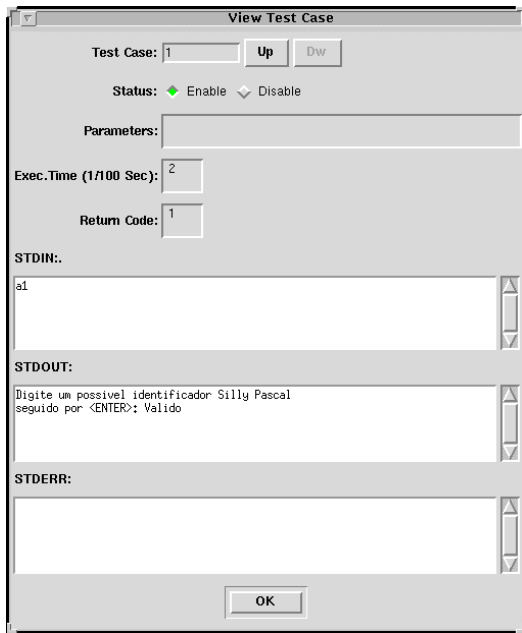 View Test Case
Test Case: 1 Up Dw
Status: Enable Disable
Parameters:
Exec.Time (1/100 Sec): 2
Return Code: 1
STDIN:.
a1
STDOUT:
Digite um possivel identificador Silly Pascal
seguido por <ENTER>: Valido
STDERR:
OK